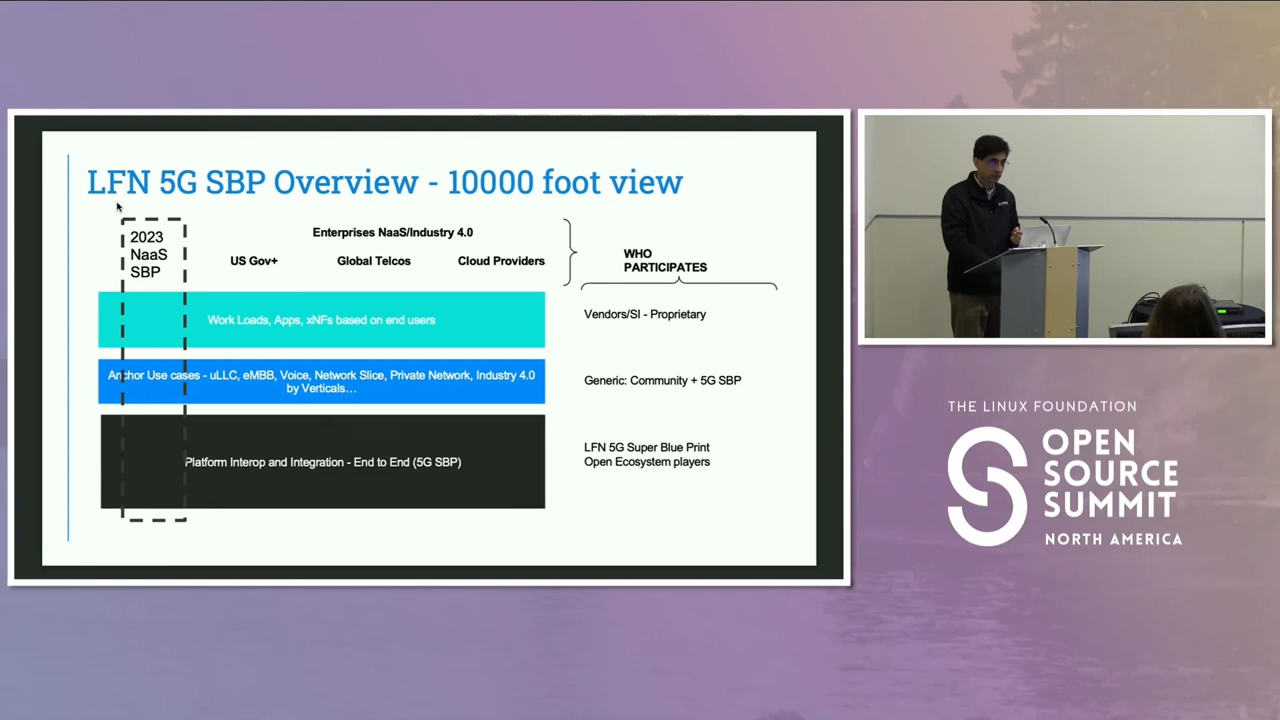 LFN 5G SBP Overview - 10000 foot view
2023
NaaS
SBP
Enterprises NaaS/Industry 4.0
US Gov+
Global Telcos
Cloud Providers
WHO
PARTICIPATES
Work Loads, Apps, xNFs based on end users
Vendors/SI - Proprietary
Anchor Use cases - uLLC, eMBB, Voice, Network Slice, Private Network, Industry 4.0
by Verticals...
Generic: Community + 5G SBP
Platform Interop and Integration - End to End (5G SBP)
LFN 5G Super Blue Print
Open Ecosystem players
THE LINUX FOUNDATION
OPEN
SOURCE
SUMMIT
NORTH AMERICA